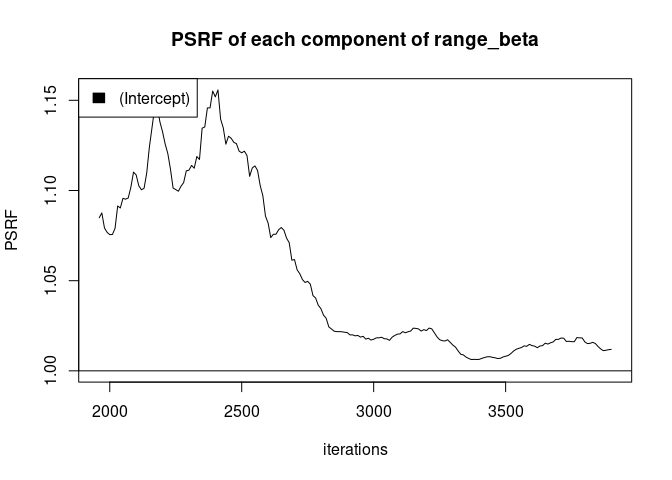 PSRF of each component of range_beta
(Intercept)
PSRF
1.15
1.10
1.05
1.00
2000 2500 3000 3500
iterations